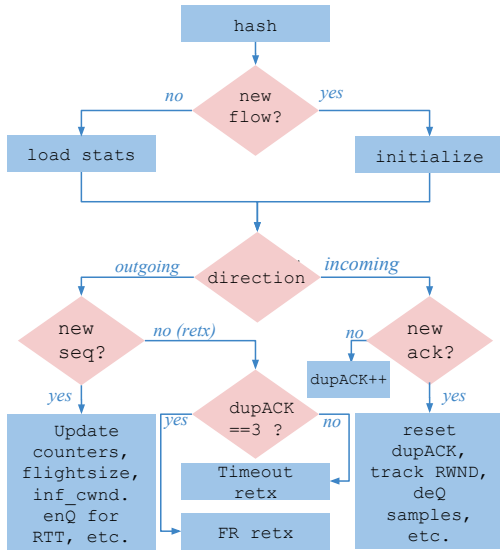 hash
new
flow?
no
yes
load stats
initialize
direction
outgoing
incoming
new
seq?
no (retx)
new
ack?
no
yes
dupACK++
yes
dupACK
==3 ?
yes
no
Update
counters,
flightsize,
inf_cwnd.
enQ for
RTT, etc.
Timeout
retx
FR retx
reset
dupACK,
track RWND,
deQ
samples,
etc.